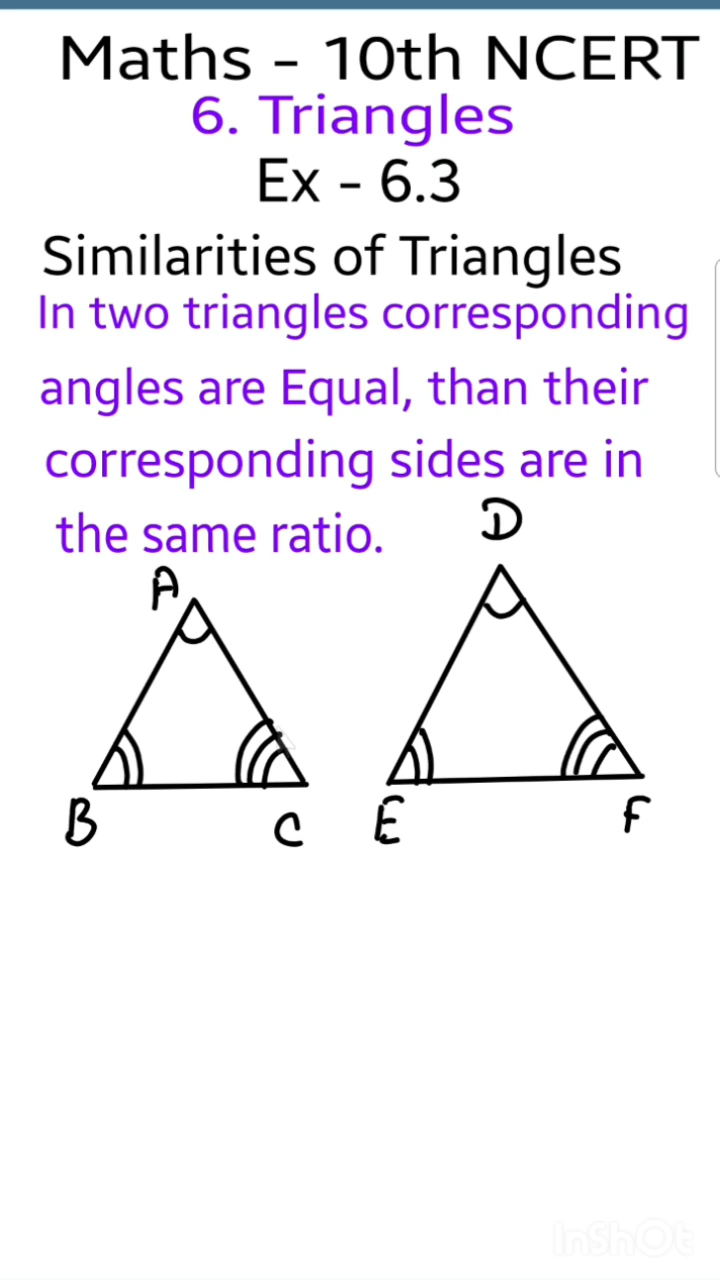 Maths - 10th NCERT
6. Triangles
Ex - 6.3
Similarities of Triangles
In two triangles corresponding
angles are Equal, than their
corresponding sides are in
the same ratio.
D
A
B C E F
InShOt